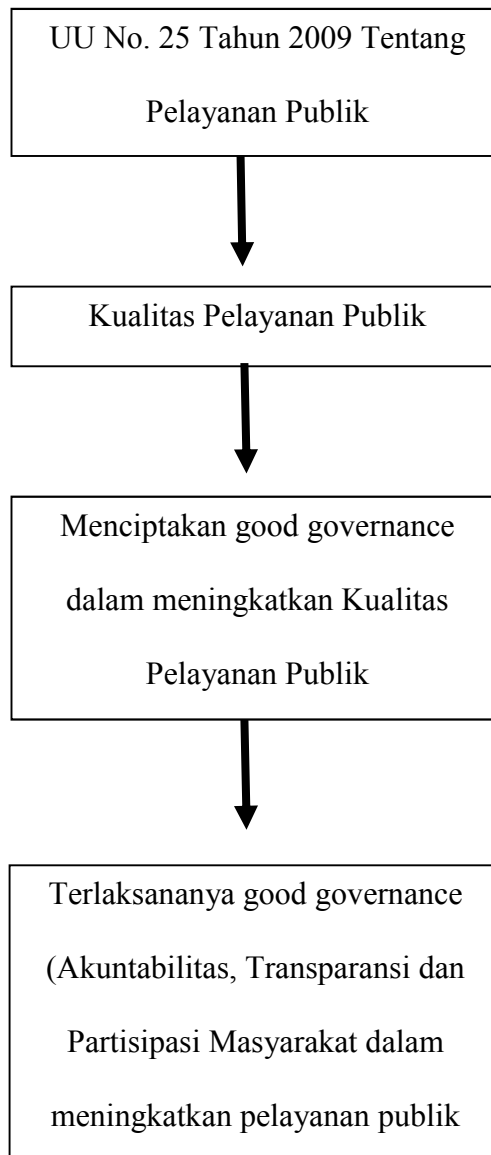 UU No. 25 Tahun 2009 Tentang
Pelayanan Publik
Kualitas Pelayanan Publik
Menciptakan good governance
dalam meningkatkan Kualitas
Pelayanan Publik
Terlaksananya good governance
(Akuntabilitas, Transparansi dan
Partisipasi Masyarakat dalam
meningkatkan pelayanan publik